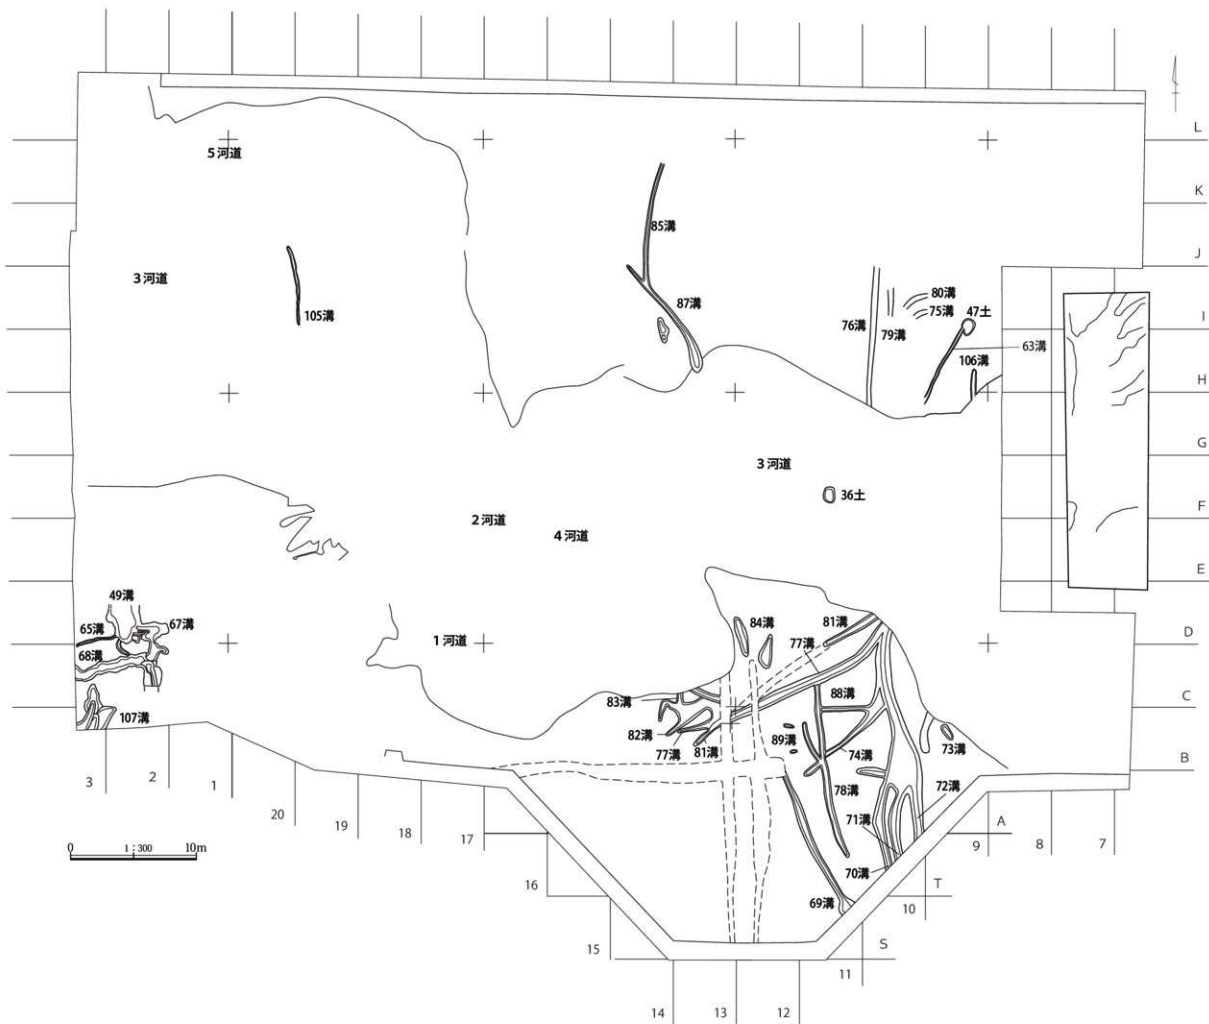 L
5 河道
K
85溝
J
3 河道
80溝
87溝
75溝
47土
I
105溝
76溝
79溝
63溝
106溝
H
3 河道
G
36土
F
2 河道
4 河道
E
49溝
65溝
67溝
84溝
81溝
D
1 河道
68溝
77溝
88溝
83溝
C
107溝
82溝
77溝
81溝
89溝
74溝
73溝
B
78溝
72溝
3
2
1
20
19
18
17
71溝
A
9
8
7
0
1：300
10m
70溝
16
T
69溝
10
15
S
11
14
13
12